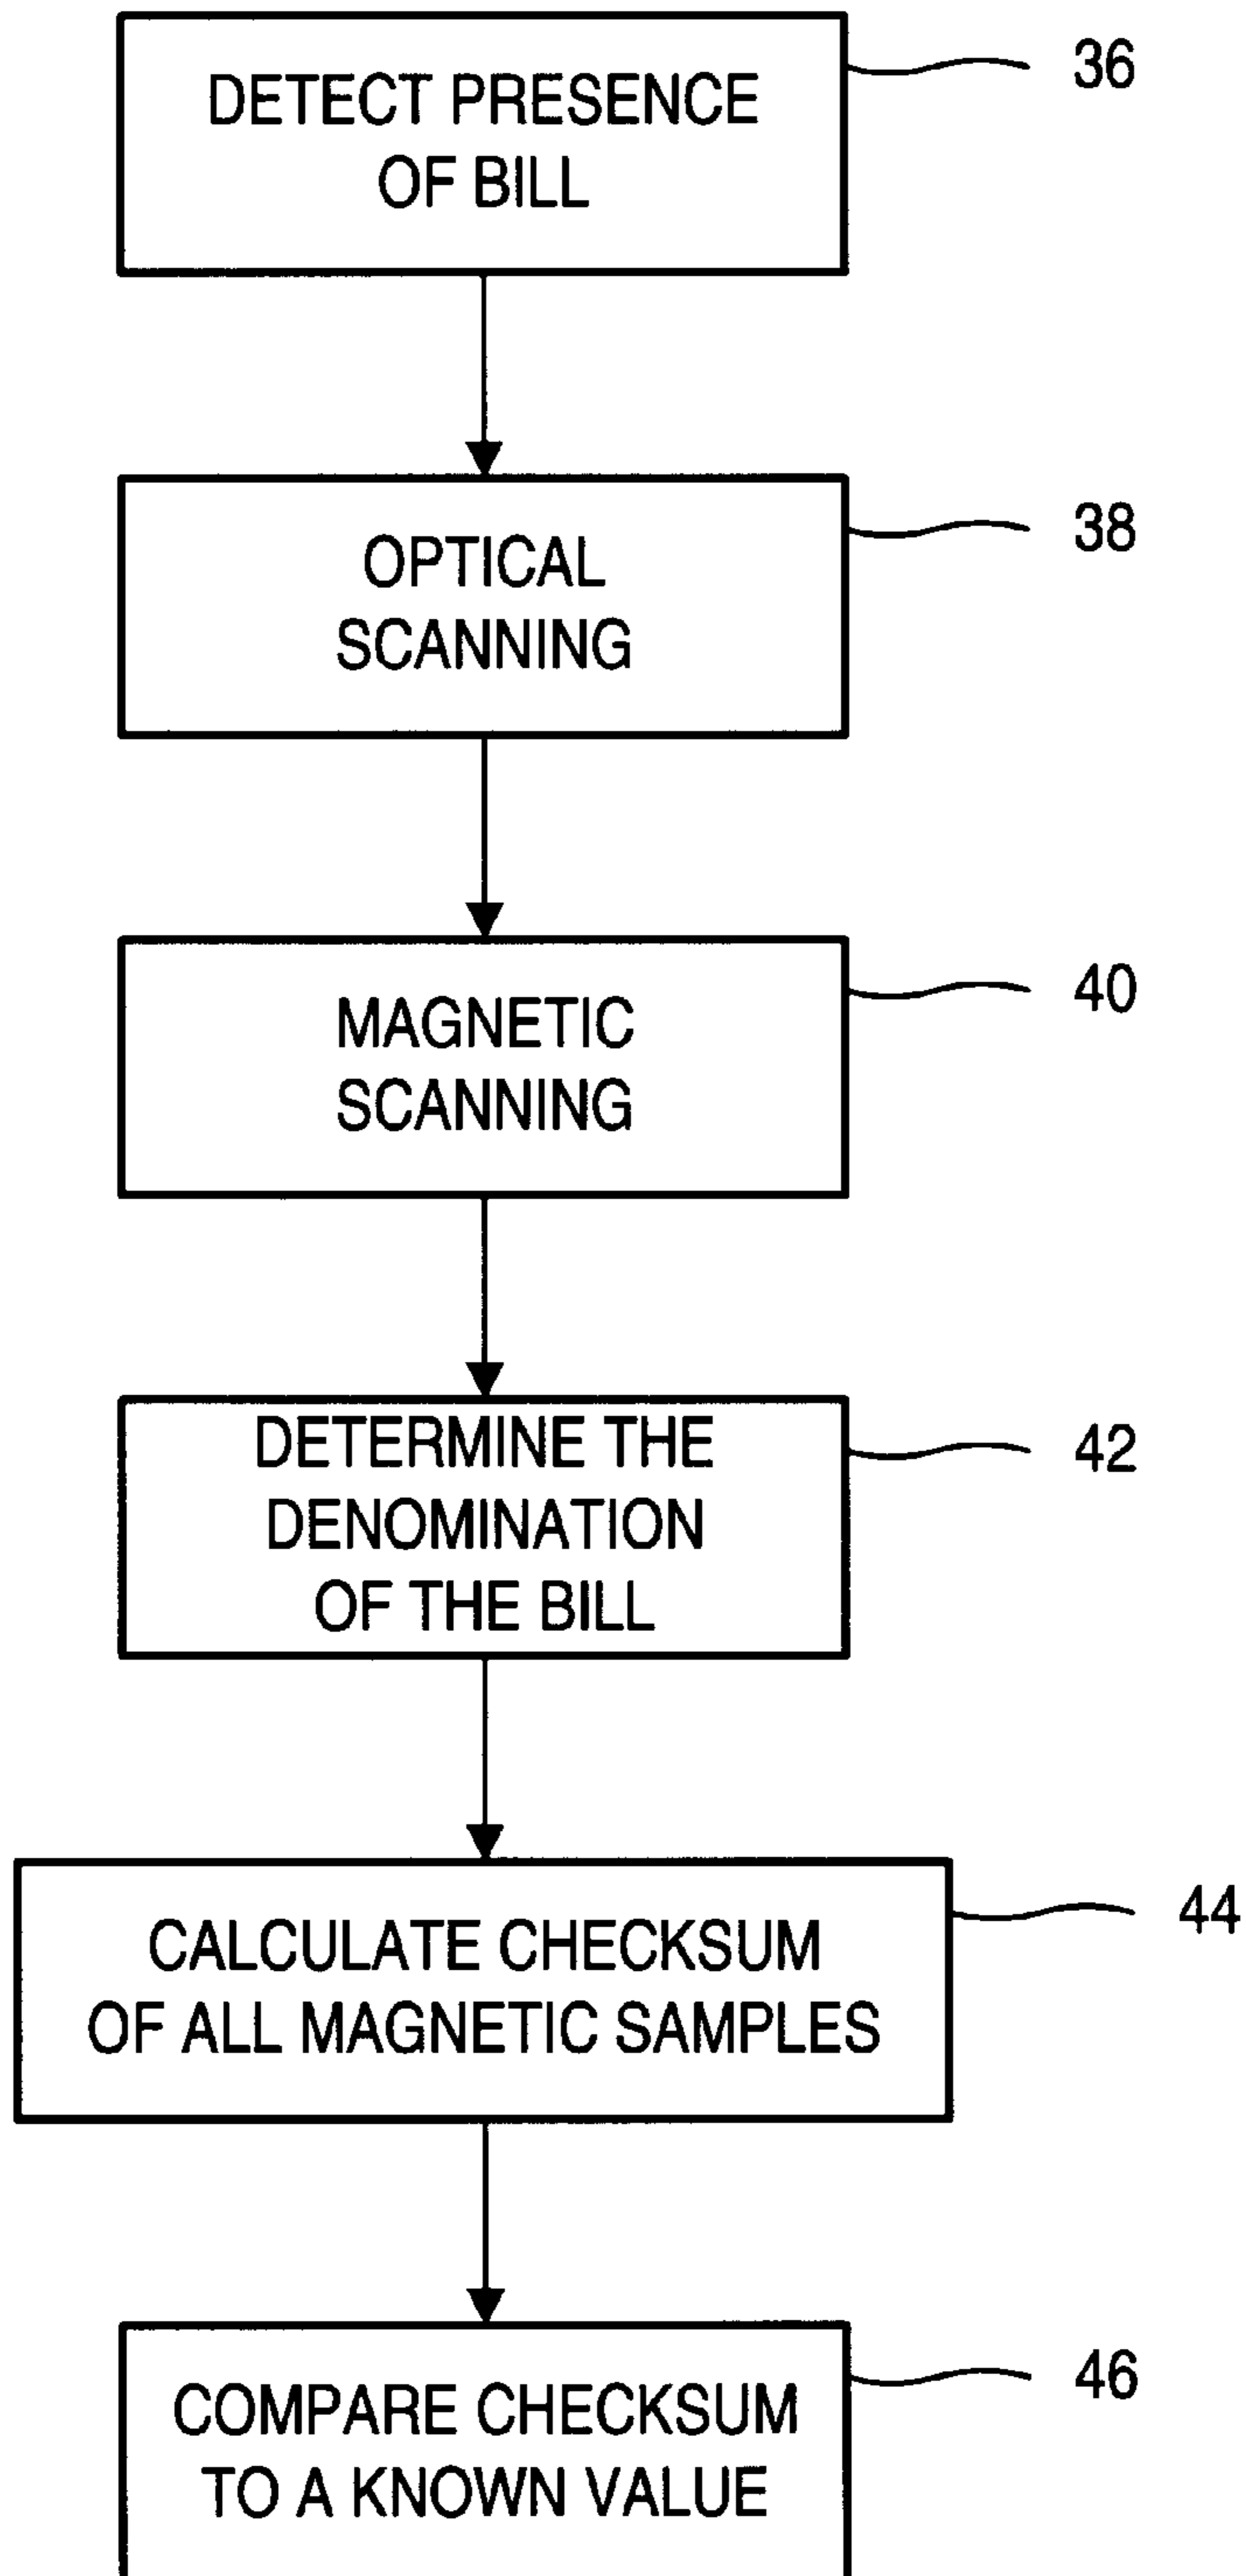 DETECT PRESENCE
OF BILL
36
OPTICAL
SCANNING
38
MAGNETIC
SCANNING
40
DETERMINE THE
DENOMINATION
OF THE BILL
42
CALCULATE CHECKSUM
OF ALL MAGNETIC SAMPLES
44
COMPARE CHECKSUM
TO A KNOWN VALUE
46